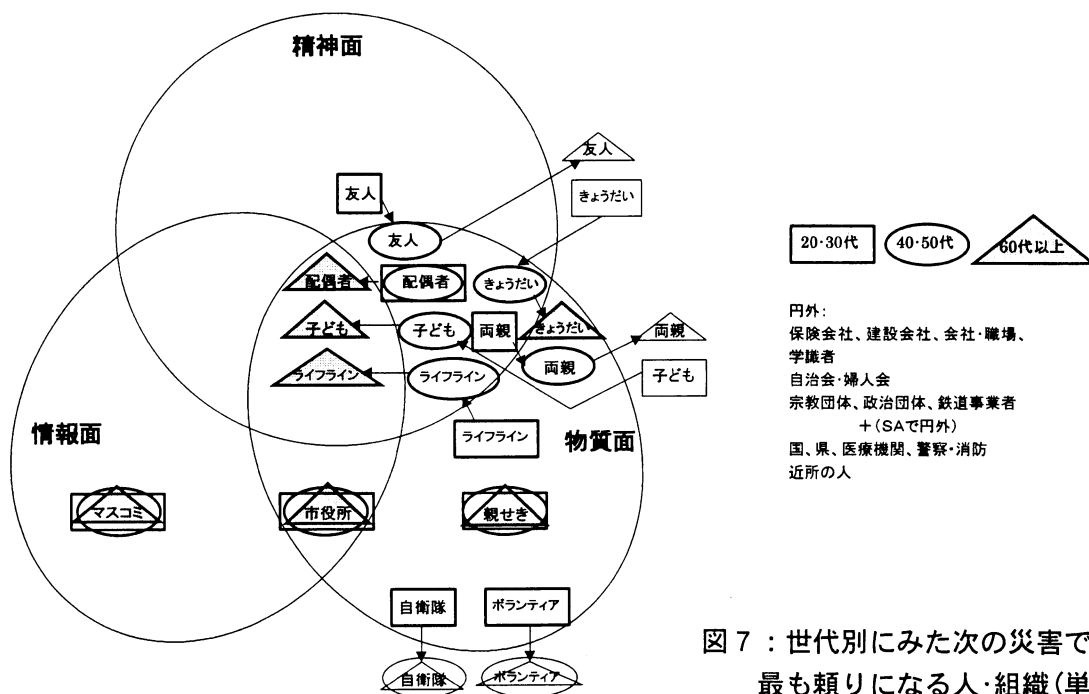 精神面
友人
きょうだい
友人
友人
配偶者
配偶者
きょうだい
子ども
子ども
両親
きょうだい
両親
ライフライン
ライフライン
両親
子ども
情報面
ライフライン
物質面
マスコミ
市役所
親せき
自衛隊
ボランティア
自衛隊
ボランティア
20･30代
40･50代
60代以上
円外:
保険会社、建設会社、会社･職場、
学識者
自治会･婦人会
宗教団体、政治団体、鉄道事業者
+(SAで円外)
国、県、医療機関、警察･消防
近所の人
図7:世代別にみた次の災害で
最も頼りになる人･組織(単